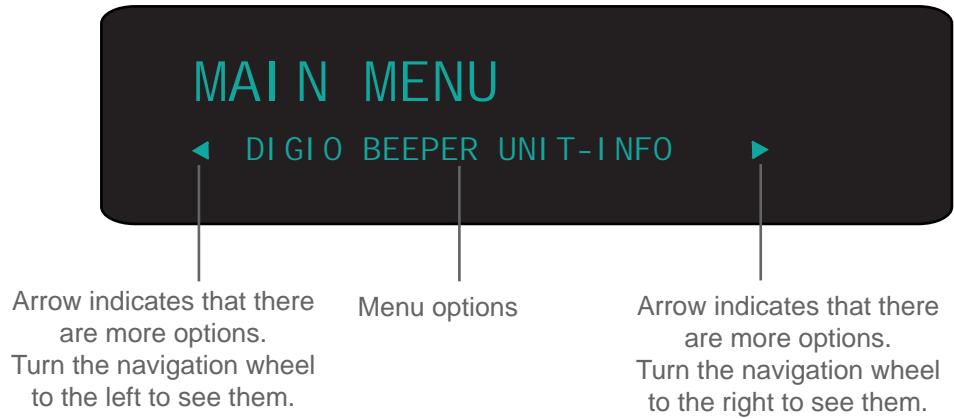 MAIN MENU
◄ DIGIO BEEPER UNIT-INFO ►
Arrow indicates that there
are more options.
Turn the navigation wheel
to the left to see them.
Menu options
Arrow indicates that there
are more options.
Turn the navigation wheel
to the right to see them.